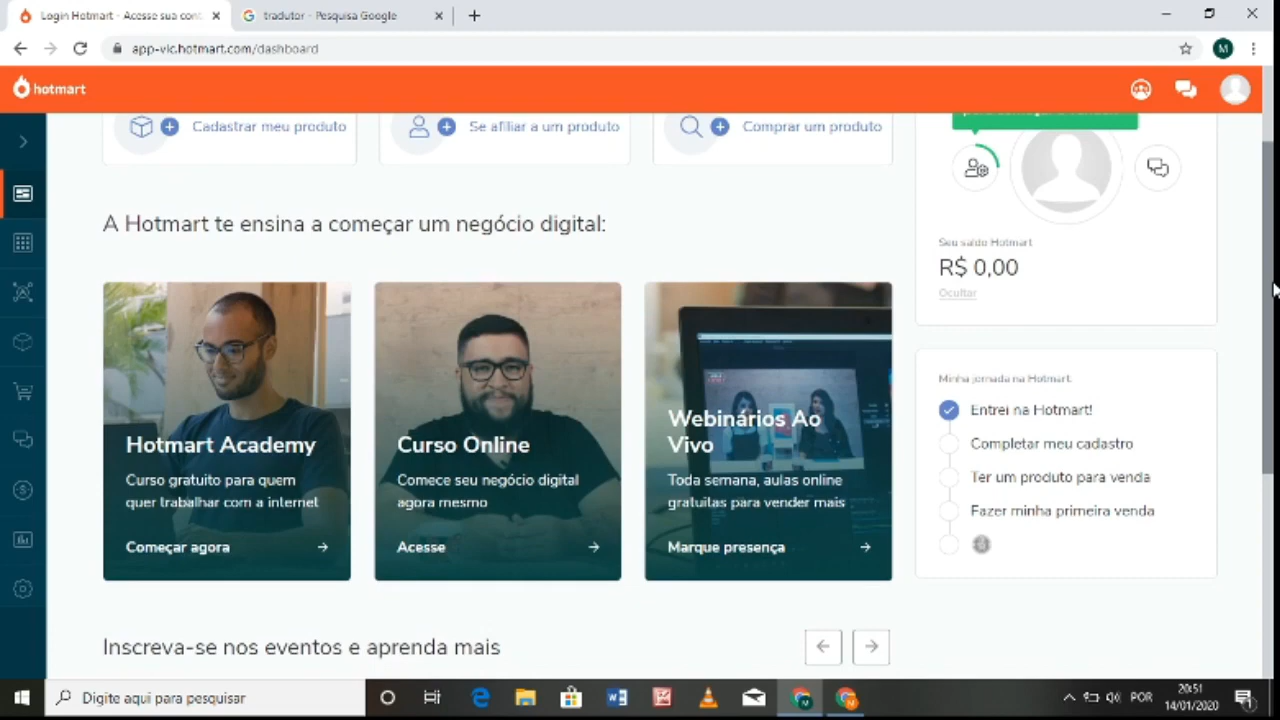 Login Hotmart - Acesse sua con
tradutor - Pesquisa Google
app-vlc.hotmart.com/dashboard
M
hotmart
Cadastrar meu produto
Se afiliar a um produto
Comprar um produto
A Hotmart te ensina a começar um negócio digital:
Seu saldo Hotmart
R$ 0,00
Ocultar
Hotmart Academy
Curso gratuito para quem
quer trabalhar com a internet
Começar agora
Curso Online
Comece seu negócio digital
agora mesmo
Acesse
Webinários Ao
Vivo
Toda semana, aulas online
gratuitas para vender mais
Marque presença
Minha jornada na Hotmart
Entrei na Hotmart!
Completar meu cadastro
Ter um produto para venda
Fazer minha primeira venda
Inscreva-se nos eventos e aprenda mais
Digite aqui para pesquisar
POR
20:51
14/01/2020